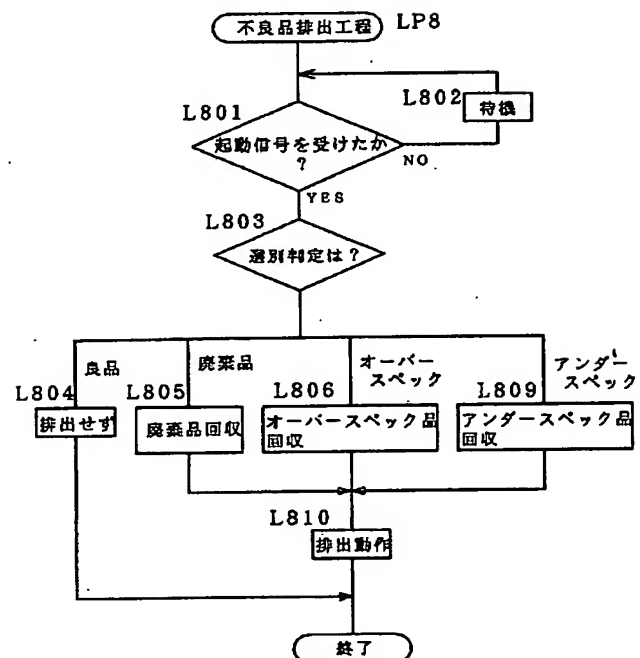 不良品排出工程 LP8
L801
L802
待機
起動信号を受けたか
?
NO
YES
L803
選別判定は?
良品
廃棄品
オーバー
スペック
アンダー
スペック
L804
L805
L806
L809
排出せず
廃棄品回収
オーバースペック品
回収
アンダースペック品
回収
L810
排出動作
終了